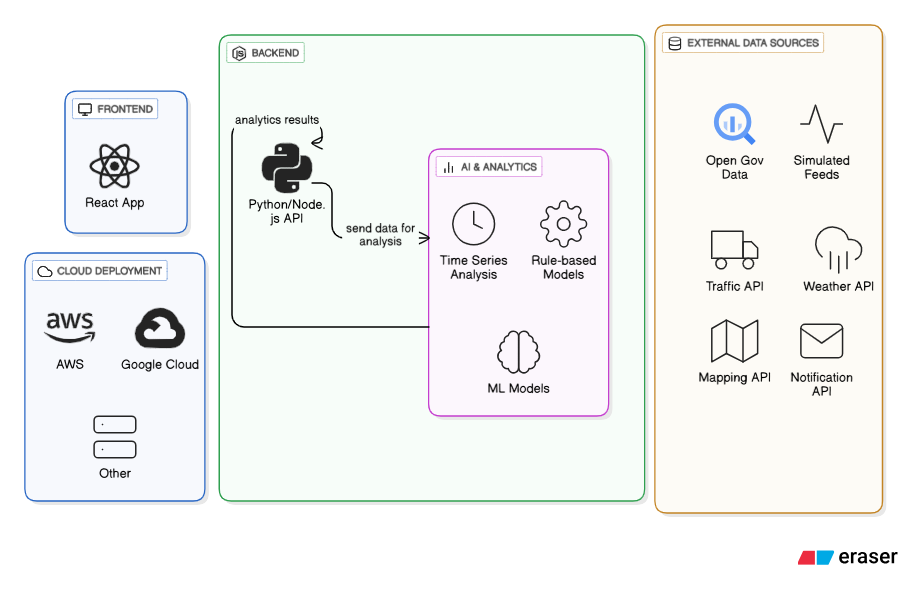 FRONTEND
React App
CLOUD DEPLOYMENT
aws
AWS
Google Cloud
Other
BACKEND
JS
analytics results
Python/Node.
js API
send data for
analysis
AI & ANALYTICS
Time Series
Analysis
Rule-based
Models
ML Models
EXTERNAL DATA SOURCES
Open Gov
Data
Simulated
Feeds
Traffic API
Weather API
Mapping API
Notification
API
eraser